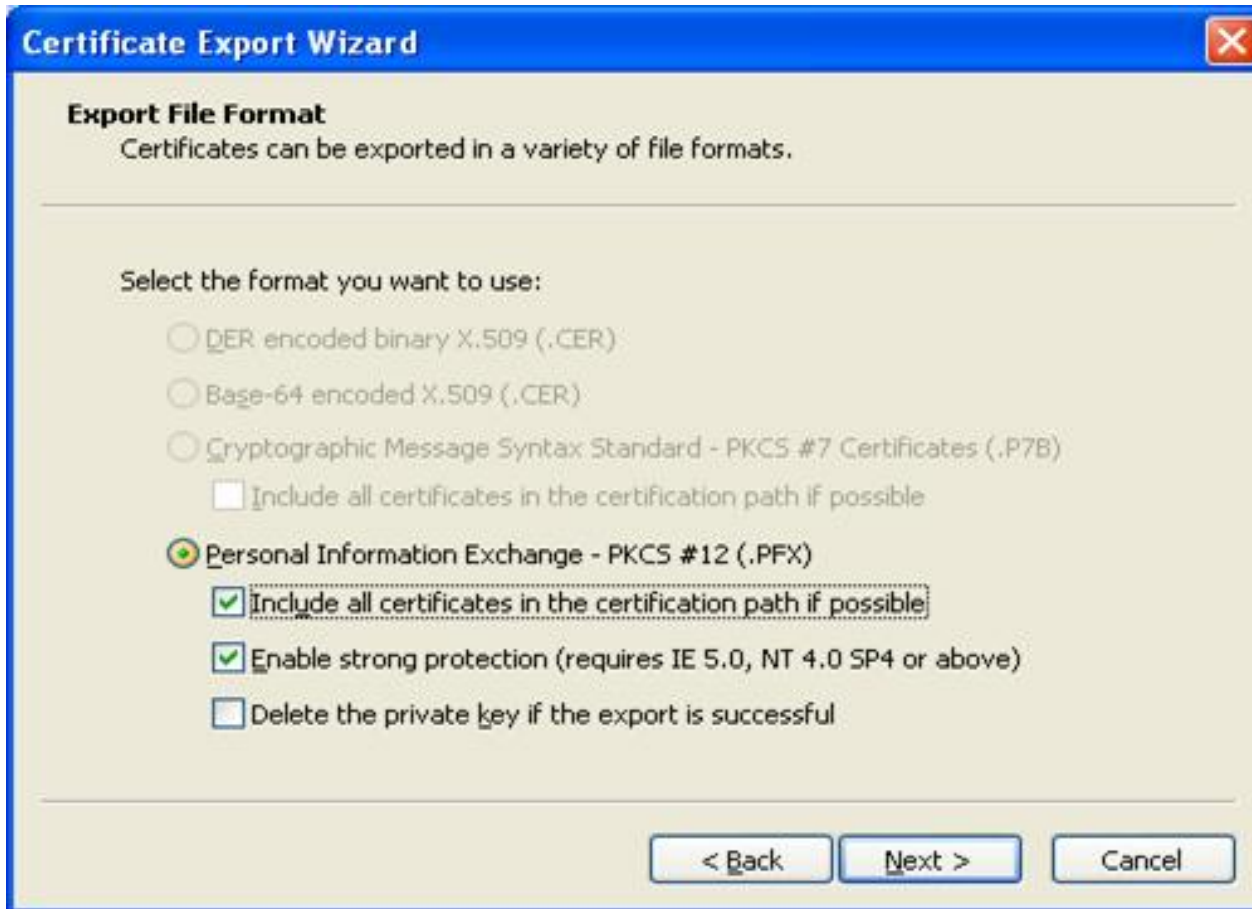 Certificate Export Wizard
Export File Format
Certificates can be exported in a variety of file formats.
Select the format you want to use:
DER encoded binary X.509 (.CER)
Base-64 encoded X.509 (.CER)
Cryptographic Message Syntax Standard - PKCS #7 Certificates (.P7B)
Include all certificates in the certification path if possible
Personal Information Exchange - PKCS #12 (.PFX)
Include all certificates in the certification path if possible
Enable strong protection (requires IE 5.0, NT 4.0 SP4 or above)
Delete the private key if the export is successful
< Back Next > Cancel